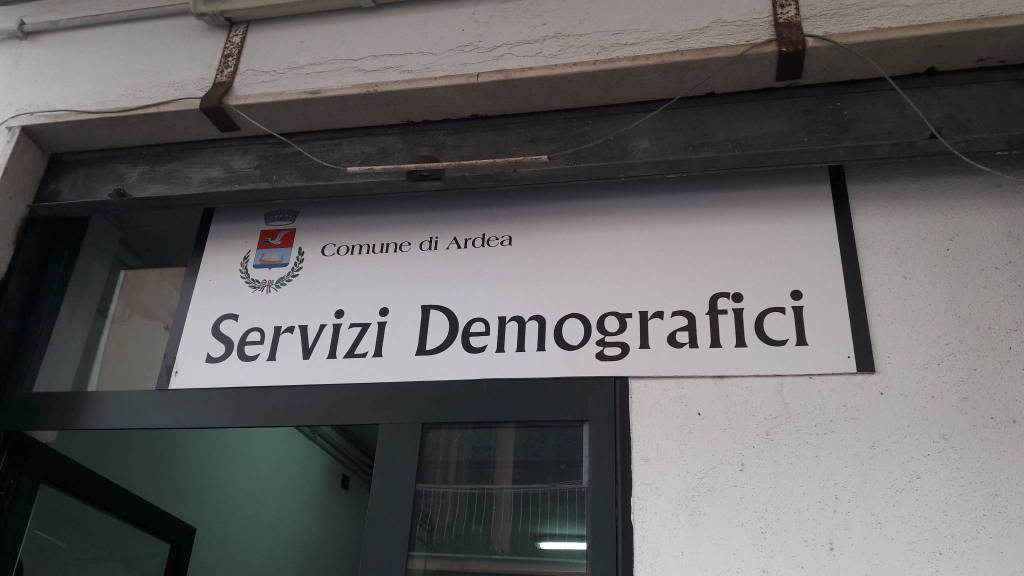 Comune di Ardea
Servizi Demografici